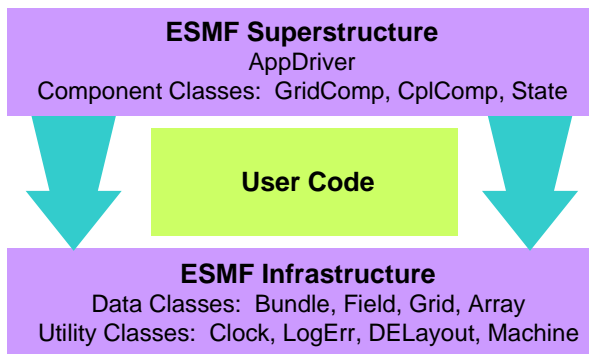 ESMF Superstructure
AppDriver
Component Classes: GridComp, CplComp, State
User Code
ESMF Infrastructure
Data Classes: Bundle, Field, Grid, Array
Utility Classes: Clock, LogErr, DELayout, Machine